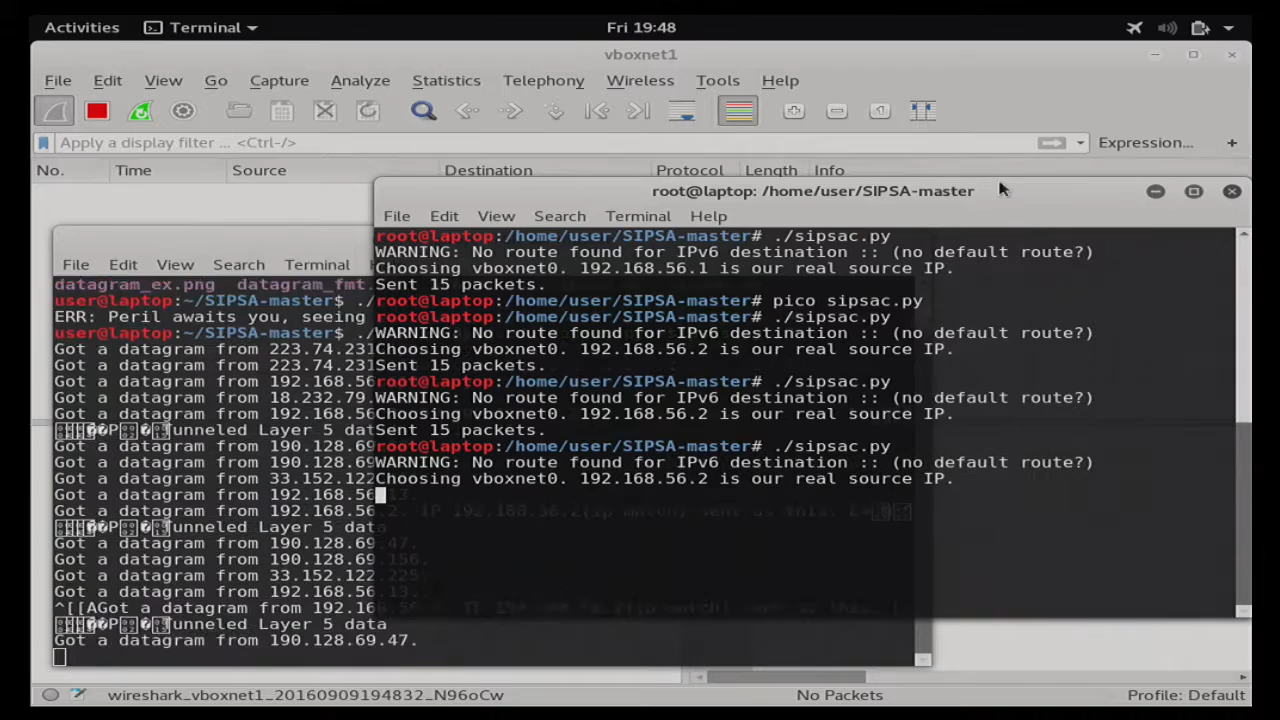 Activities Terminal Fri 19:48
vboxnet1
File Edit View Go Capture Analyze Statistics Telephony Wireless Tools Help
Apply a display filter ... <Ctrl-/> Expression... +
No. Time Source Destination Protocol Length Info
root@laptop: /home/user/SIPSA-master
File Edit View Search Terminal Help
root@laptop:/home/user/SIPSA-master# ./sipsac.py
WARNING: No route found for IPv6 destination :: (no default route?)
Choosing vboxnet0. 192.168.56.1 is our real source IP.
Sent 15 packets.
root@laptop:/home/user/SIPSA-master# pico sipsac.py
root@laptop:/home/user/SIPSA-master# ./sipsac.py
WARNING: No route found for IPv6 destination :: (no default route?)
Choosing vboxnet0. 192.168.56.2 is our real source IP.
Sent 15 packets.
root@laptop:/home/user/SIPSA-master# ./sipsac.py
WARNING: No route found for IPv6 destination :: (no default route?)
Choosing vboxnet0. 192.168.56.2 is our real source IP.
Sent 15 packets.
root@laptop:/home/user/SIPSA-master# ./sipsac.py
WARNING: No route found for IPv6 destination :: (no default route?)
Choosing vboxnet0. 192.168.56.2 is our real source IP.
File Edit View Search Terminal
datagram_ex.png datagram_fmt.
user@laptop:~/SIPSA-master$ ./
ERR: Peril awaits you, seeing
user@laptop:~/SIPSA-master$ ./
Got a datagram from 223.74.231
Got a datagram from 223.74.231
Got a datagram from 192.168.56
Got a datagram from 18.232.79.
Got a datagram from 192.168.56
Tunneled Layer 5 dat
Got a datagram from 190.128.69
Got a datagram from 190.128.69
Got a datagram from 33.152.122
Got a datagram from 192.168.56.13.
Got a datagram from 192.168.56.2.
Tunneled Layer 5 data
Got a datagram from 190.128.69.47.
Got a datagram from 190.128.69.156.
Got a datagram from 33.152.122.225.
Got a datagram from 192.168.56.13.
^[[AGot a datagram from 192.168.56
Tunneled Layer 5 data
Got a datagram from 190.128.69.47.
wireshark_vboxnet1_20160909194832_N96oCw No Packets Profile: Default